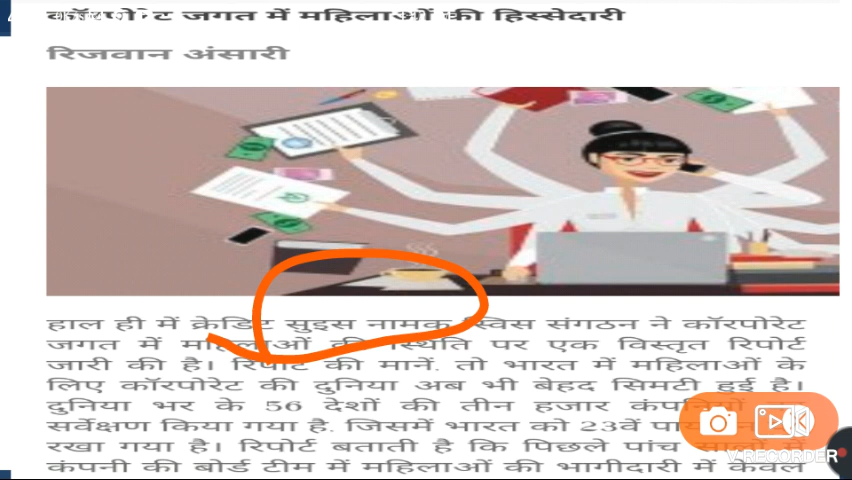 कॉरपोरेट जगत में महिलाओं की हिस्सेदारी
रिजवान अंसारी
हाल ही में क्रेडिट सुइस नामक स्विस संगठन ने कॉरपोरेट
जगत में महिलाओं की स्थिति पर एक विस्तृत रिपोर्ट
जारी की है। रिपोर्ट की मानें. तो भारत में महिलाओं के
लिए कॉरपोरेट की दुनिया अब भी बेहद सिमटी हुई है।
दुनिया भर के 56 देशों की तीन हजार कंपनियों
सर्वेक्षण किया गया है. जिसमें भारत को 23वें
रखा गया है। रिपोर्ट बताती है कि पिछले पांच सालों में
कंपनी की बोर्ड टीम में महिलाओं की भागीदारी में केवल
V RECORDER